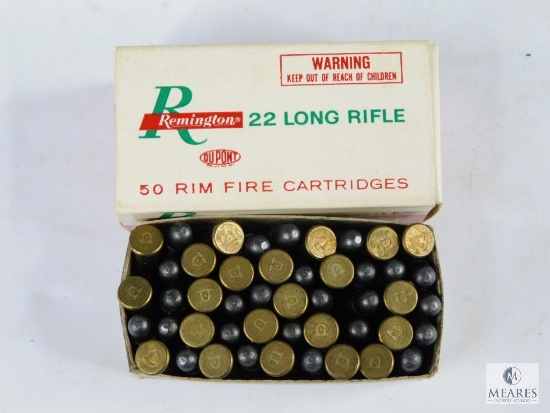 WARNING
KEEP OUT OF REACH OF CHILDREN
R
Remington 22 LONG RIFLE
DU PONT
50 RIM FIRE CARTRIDGES
M
MEARES